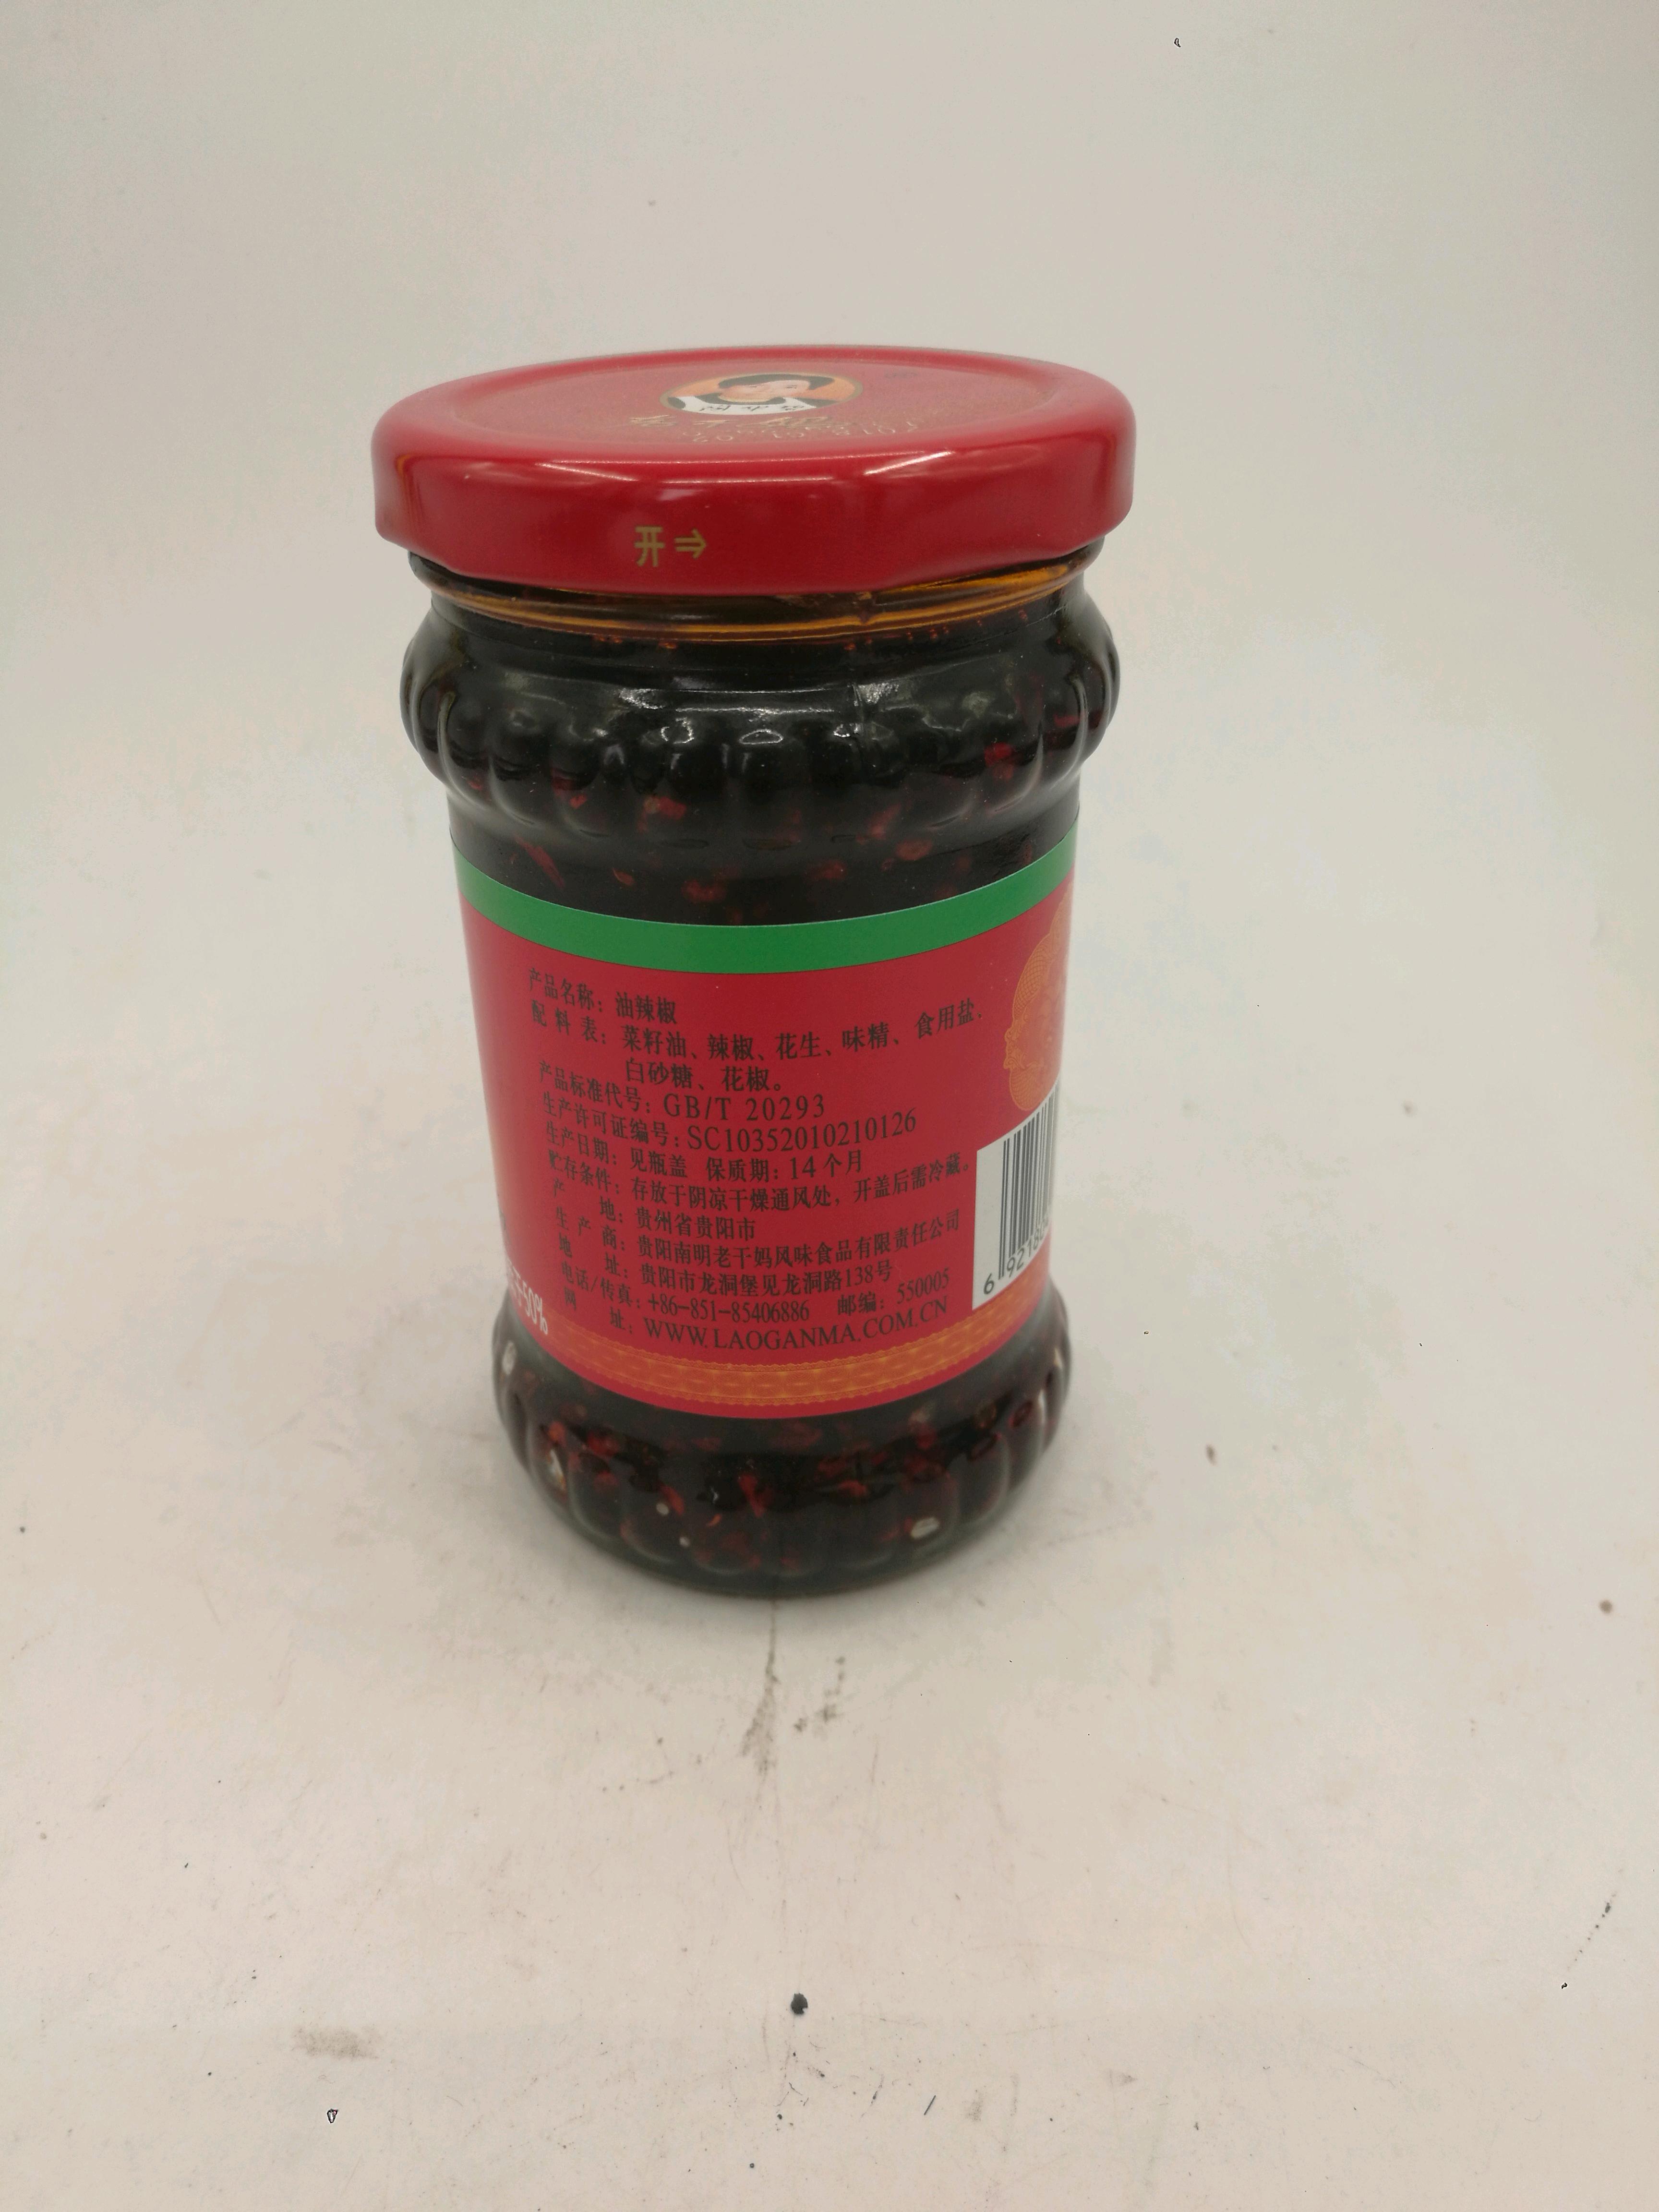 开⇒
产品名称：油辣椒
配 料 表：菜籽油、辣椒、花生、味精、食用盐、
白砂糖、花椒。
产品标准代号：GB/T 20293
生产许可证编号：SC10352010210126
生产日期：见瓶盖 保质期：14个月
贮存条件：存放于阴凉干燥通风处，开盖后需冷藏。
产 地：贵州省贵阳市
生 产 商：贵阳南明老干妈风味食品有限责任公司
地 址：贵阳市龙洞堡见龙洞路138号
电话/传真：+86-851-85406886 邮编：550005
网 址：WWW.LAOGANMA.COM.CN
50%
6 92180